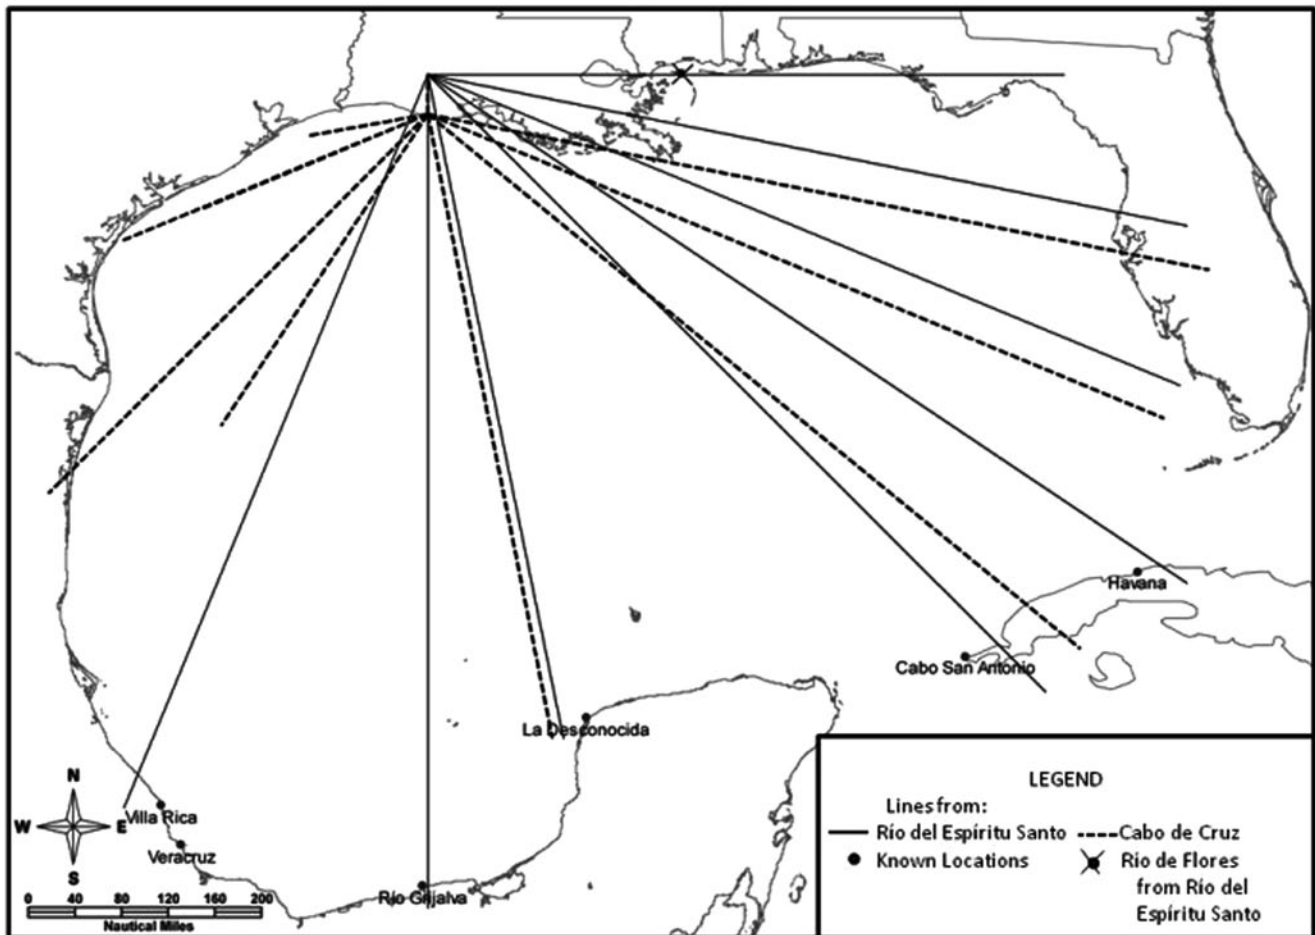 Havana
Cabo San Antonio
La Desconocida
N
W E
S
Villa Rica
Veracruz
Río Grijalva
0 40 80 120 160 200
Nautical Miles
LEGEND
Lines from:
Río del Espíritu Santo
Cabo de Cruz
Known Locations
Rio de Flores
from Río del
Espíritu Santo